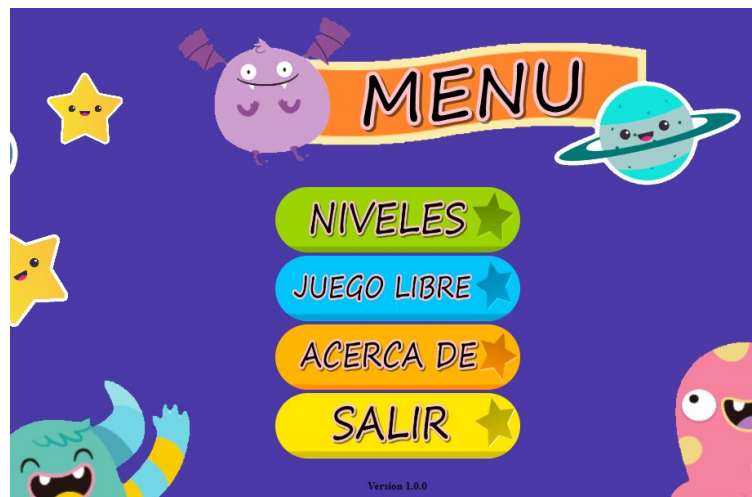 MENU
NIVELES
JUEGO LIBRE
ACERCA DE
SALIR
Version 1.0.0